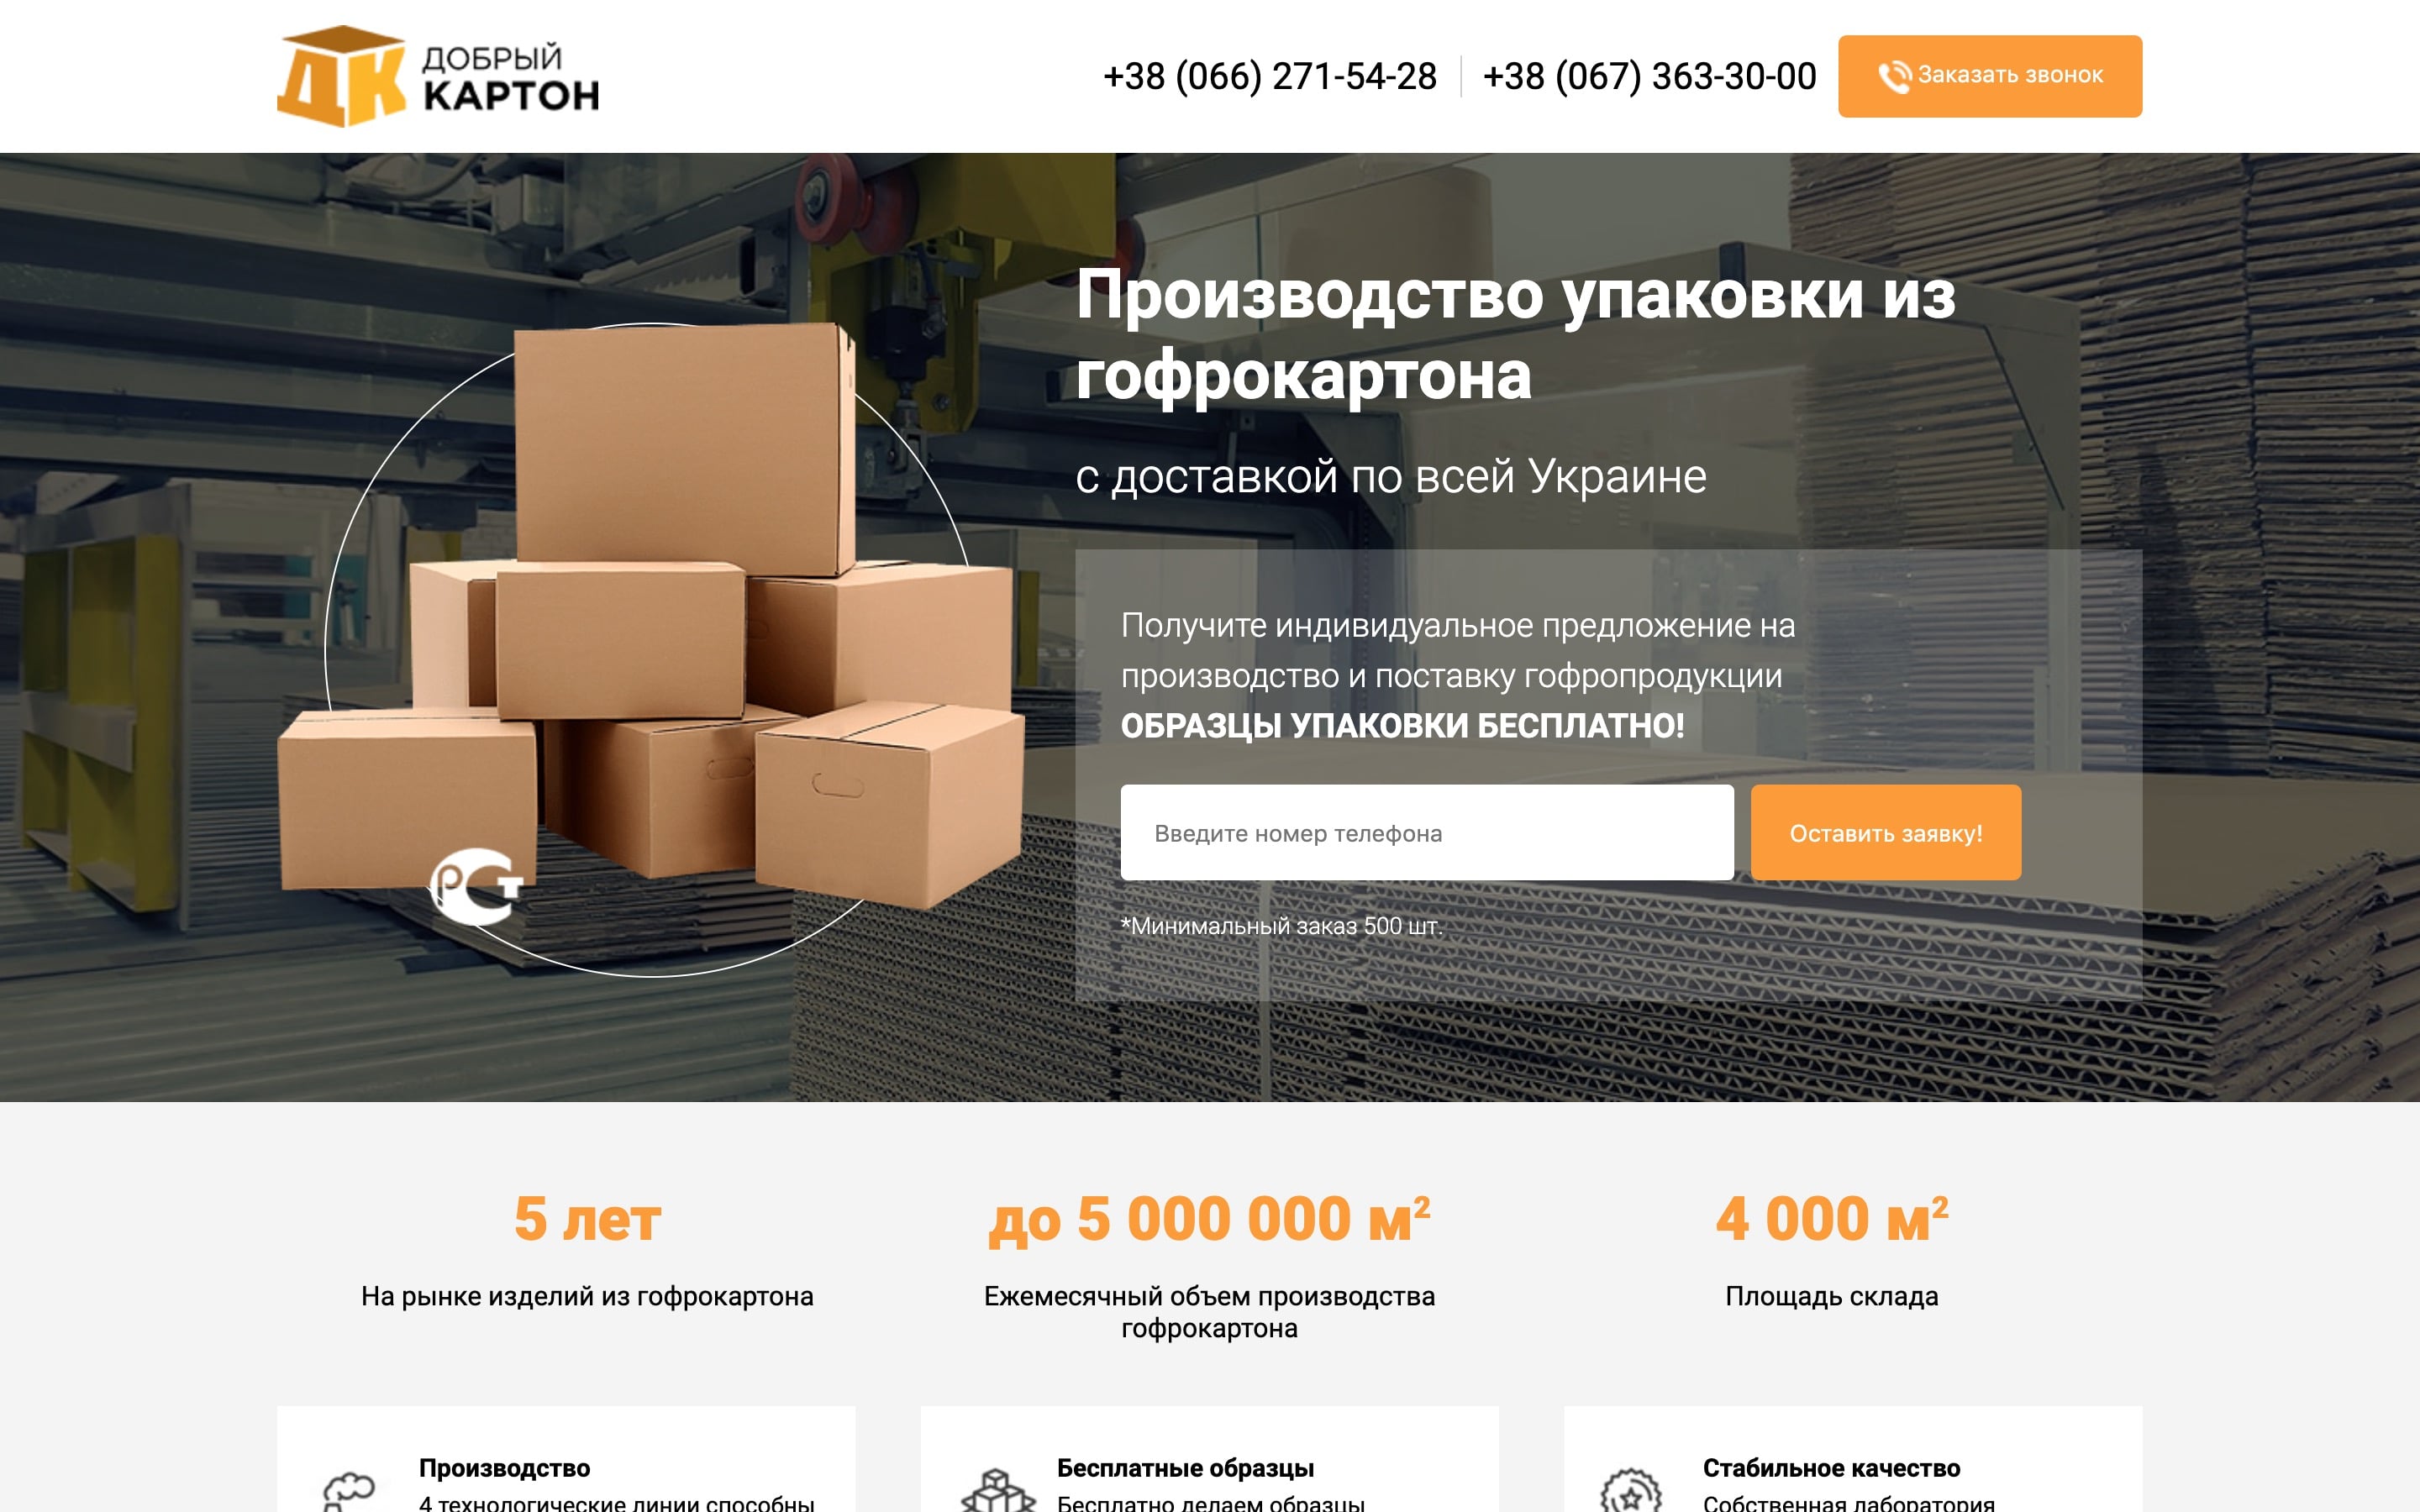 ДК
ДОБРЫЙ
КАРТОН
+38 (066) 271-54-28
+38 (067) 363-30-00
Заказать звонок
Производство упаковки из
гофрокартона
с доставкой по всей Украине
Получите индивидуальное предложение на
производство и поставку гофропродукции
ОБРАЗЦЫ УПАКОВКИ БЕСПЛАТНО!
Введите номер телефона
Оставить заявку!
*Минимальный заказ 500 шт.
РСТ
5 лет
На рынке изделий из гофрокартона
до 5 000 000 м²
Ежемесячный объем производства
гофрокартона
4 000 м²
Площадь склада
Производство
4 технологические линии способны
Бесплатные образцы
Бесплатно делаем образцы
Стабильное качество
Собственная лаборатория